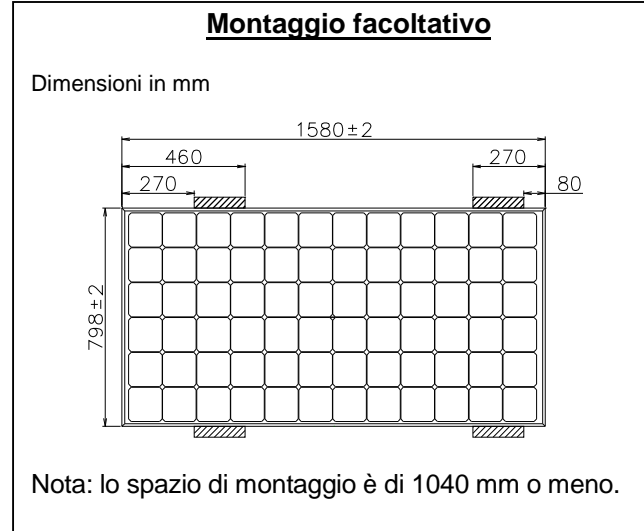 Montaggio facoltativo
Dimensioni in mm
1580±2
460
270
270
80
798±2
Nota: lo spazio di montaggio è di 1040 mm o meno.